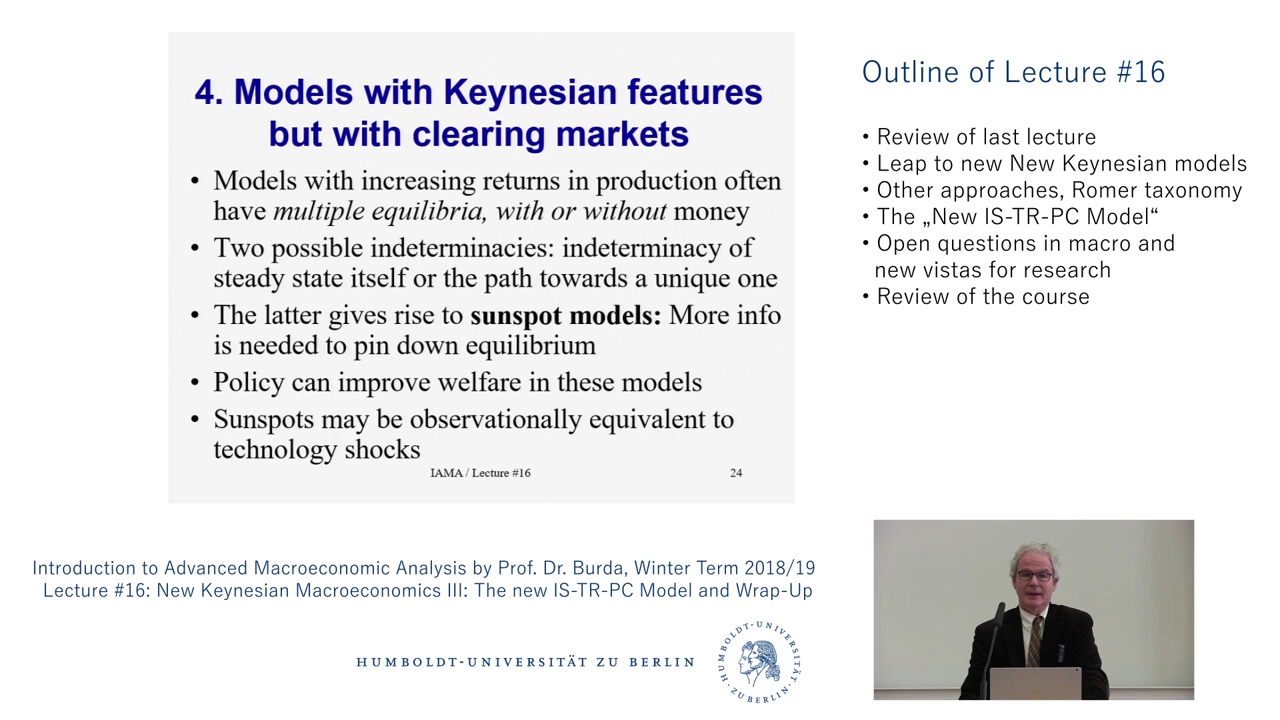 4. Models with Keynesian features
but with clearing markets
• Models with increasing returns in production often
have multiple equilibria, with or without money
• Two possible indeterminacies: indeterminacy of
steady state itself or the path towards a unique one
• The latter gives rise to sunspot models: More info
is needed to pin down equilibrium
• Policy can improve welfare in these models
• Sunspots may be observationally equivalent to
technology shocks
IAMA / Lecture #16
24
Outline of Lecture #16
• Review of last lecture
• Leap to new New Keynesian models
• Other approaches, Romer taxonomy
• The „New IS-TR-PC Model“
• Open questions in macro and
new vistas for research
• Review of the course
Introduction to Advanced Macroeconomic Analysis by Prof. Dr. Burda, Winter Term 2018/19
Lecture #16: New Keynesian Macroeconomics III: The new IS-TR-PC Model and Wrap-Up
HUMBOLDT-UNIVERSITÄT ZU BERLIN
HUMBOLDT-UNIVERSITÄT ZU BERLIN